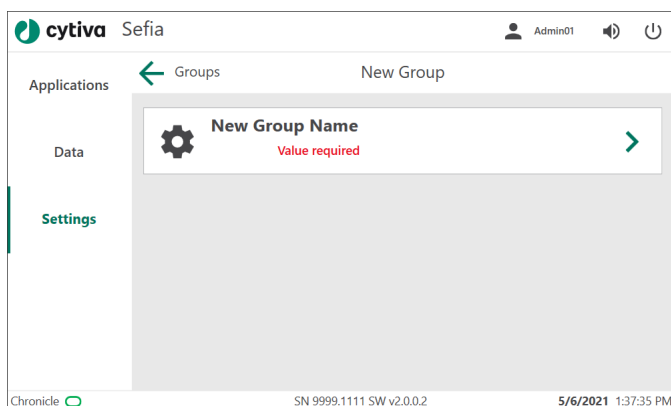 cytiva Sefia Admin01
Applications
Groups New Group
New Group Name
Value required
Data
Settings
Chronicle SN 9999.1111 SW v2.0.0.2 5/6/2021 1:37:35 PM